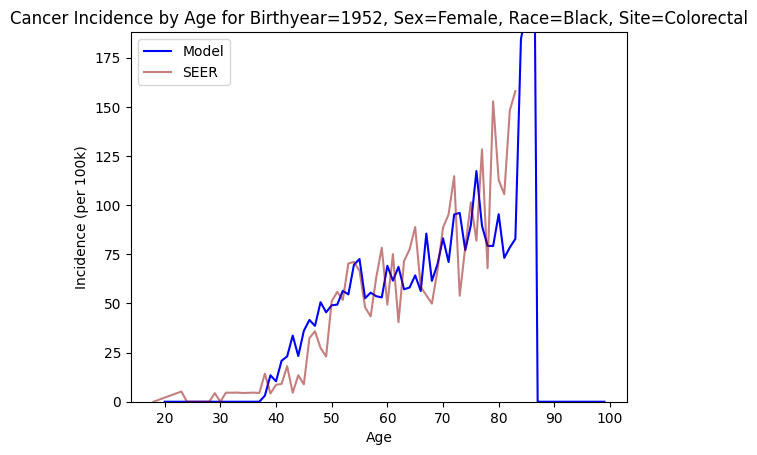 Cancer Incidence by Age for Birthyear=1952, Sex=Female, Race=Black, Site=Colorectal
Model
SEER
175
150
125
100
75
50
25
0
Incidence (per 100k)
20 30 40 50 60 70 80 90 100
Age